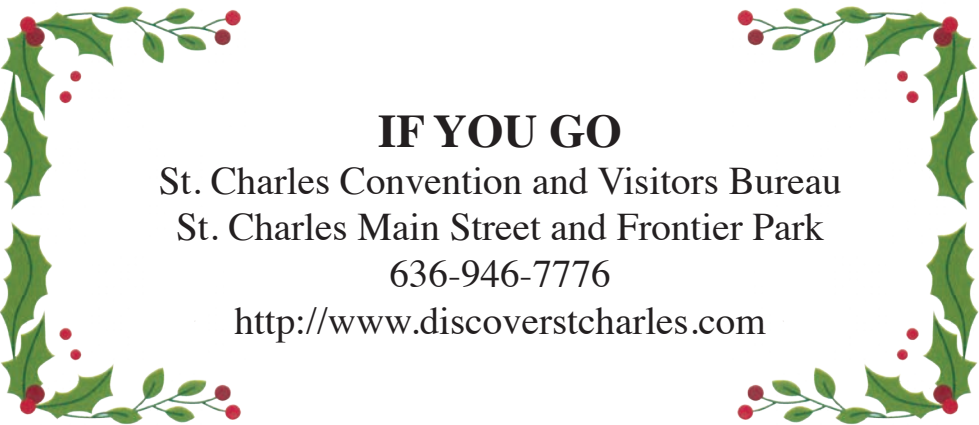 IF YOU GO
St. Charles Convention and Visitors Bureau
St. Charles Main Street and Frontier Park
636-946-7776
http://www.discoverstcharles.com